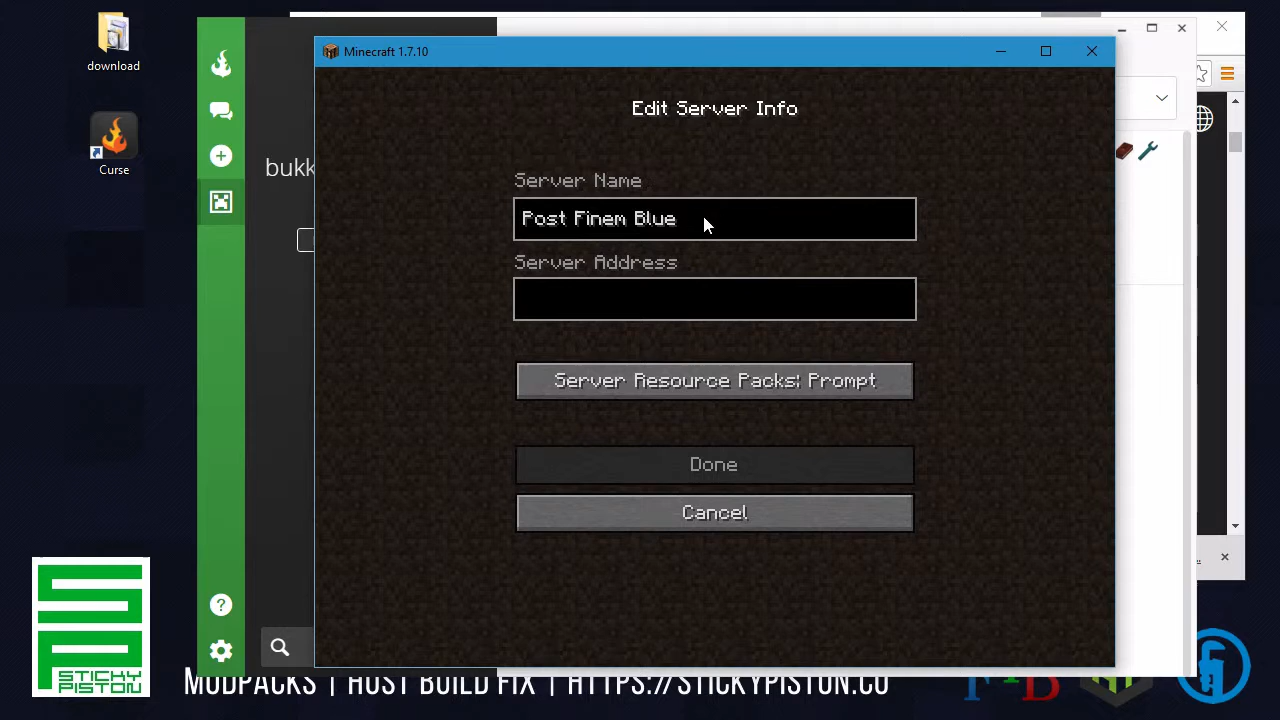 download
Curse
bukk
Minecraft 1.7.10
Edit Server Info
Server Name
Post Finem Blue
Server Address
Server Resource Packs: Prompt
Done
Cancel
STICKY
PISTON
MODPACKS | HOST BUILD FIX | HTTPS://STICKYPISTON.CO